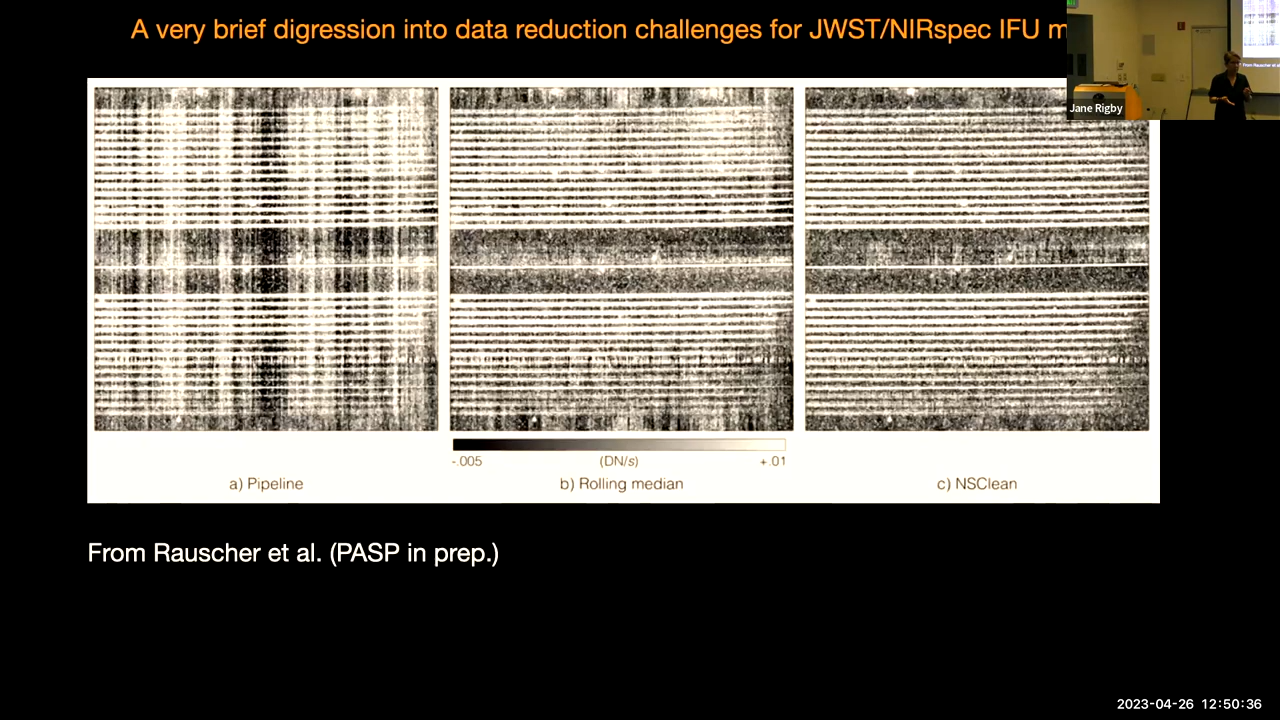 A very brief digression into data reduction challenges for JWST/NIRspec IFU m
Jane Rigby
-.005 (DN/s) +.01
a) Pipeline b) Rolling median c) NSClean
From Rauscher et al. (PASP in prep.)
2023-04-26 12:50:36